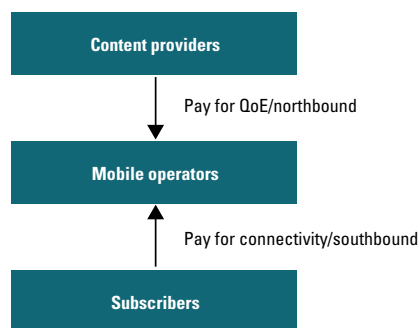 Content providers
Pay for QoE/northbound
Mobile operators
Pay for connectivity/southbound
Subscribers